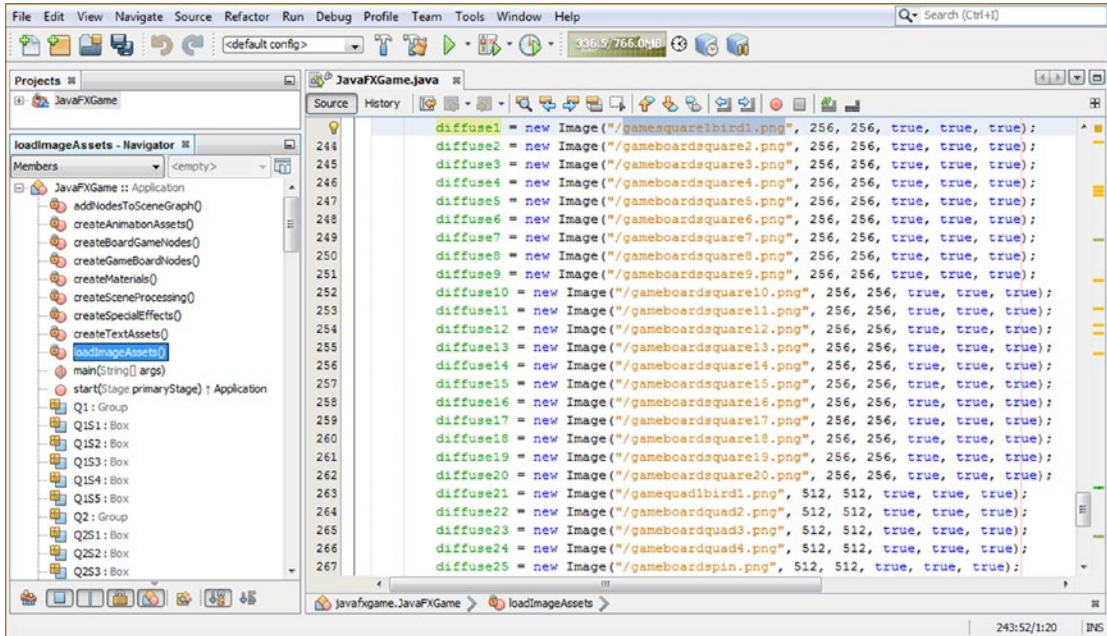 File Edit View Navigate Source Refactor Run Debug Profile Team Tools Window Help
Search (Ctrl+I)
<default config>
336.5/766.0MB
Projects
JavaFXGame
loadImageAssets - Navigator
Members
<empty>
JavaFXGame :: Application
addNodesToSceneGraph()
createAnimationAssets()
createBoardGameNodes()
createGameBoardNodes()
createMaterials()
createSceneProcessing()
createSpecialEffects()
createTextAssets()
loadImageAssets()
main(String[] args)
start(Stage primaryStage) ↑ Application
Q1 : Group
Q1S1 : Box
Q1S2 : Box
Q1S3 : Box
Q1S4 : Box
Q1S5 : Box
Q2 : Group
Q2S1 : Box
Q2S2 : Box
Q2S3 : Box
JavaFXGame.java
Source History
diffuse1 = new Image("/gamesquare1bird1.png", 256, 256, true, true, true);
244 diffuse2 = new Image("/gameboardsquare2.png", 256, 256, true, true, true);
245 diffuse3 = new Image("/gameboardsquare3.png", 256, 256, true, true, true);
246 diffuse4 = new Image("/gameboardsquare4.png", 256, 256, true, true, true);
247 diffuse5 = new Image("/gameboardsquare5.png", 256, 256, true, true, true);
248 diffuse6 = new Image("/gameboardsquare6.png", 256, 256, true, true, true);
249 diffuse7 = new Image("/gameboardsquare7.png", 256, 256, true, true, true);
250 diffuse8 = new Image("/gameboardsquare8.png", 256, 256, true, true, true);
251 diffuse9 = new Image("/gameboardsquare9.png", 256, 256, true, true, true);
252 diffuse10 = new Image("/gameboardsquare10.png", 256, 256, true, true, true);
253 diffuse11 = new Image("/gameboardsquare11.png", 256, 256, true, true, true);
254 diffuse12 = new Image("/gameboardsquare12.png", 256, 256, true, true, true);
255 diffuse13 = new Image("/gameboardsquare13.png", 256, 256, true, true, true);
256 diffuse14 = new Image("/gameboardsquare14.png", 256, 256, true, true, true);
257 diffuse15 = new Image("/gameboardsquare15.png", 256, 256, true, true, true);
258 diffuse16 = new Image("/gameboardsquare16.png", 256, 256, true, true, true);
259 diffuse17 = new Image("/gameboardsquare17.png", 256, 256, true, true, true);
260 diffuse18 = new Image("/gameboardsquare18.png", 256, 256, true, true, true);
261 diffuse19 = new Image("/gameboardsquare19.png", 256, 256, true, true, true);
262 diffuse20 = new Image("/gameboardsquare20.png", 256, 256, true, true, true);
263 diffuse21 = new Image("/gamequad1bird1.png", 512, 512, true, true, true);
264 diffuse22 = new Image("/gameboardquad2.png", 512, 512, true, true, true);
265 diffuse23 = new Image("/gameboardquad3.png", 512, 512, true, true, true);
266 diffuse24 = new Image("/gameboardquad4.png", 512, 512, true, true, true);
267 diffuse25 = new Image("/gameboardspin.png", 512, 512, true, true, true);
javafxgame.JavaFXGame
loadImageAssets
243:52/1:20
INS